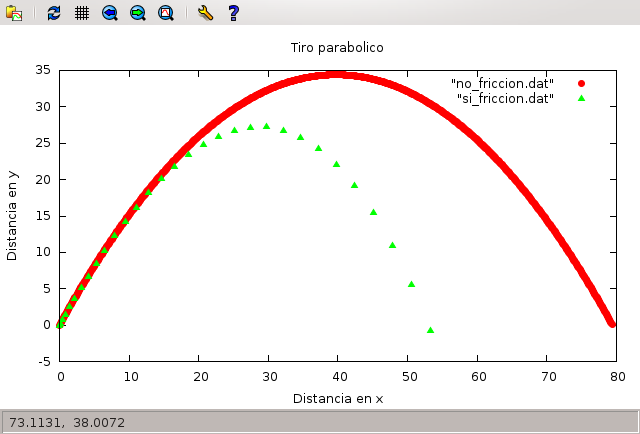 Tiro parabolico
"no_friccion.dat"
"si_friccion.dat"
35
30
25
20
15
10
5
0
-5
Distancia en y
0 10 20 30 40 50 60 70 80
Distancia en x
73.1131, 38.0072